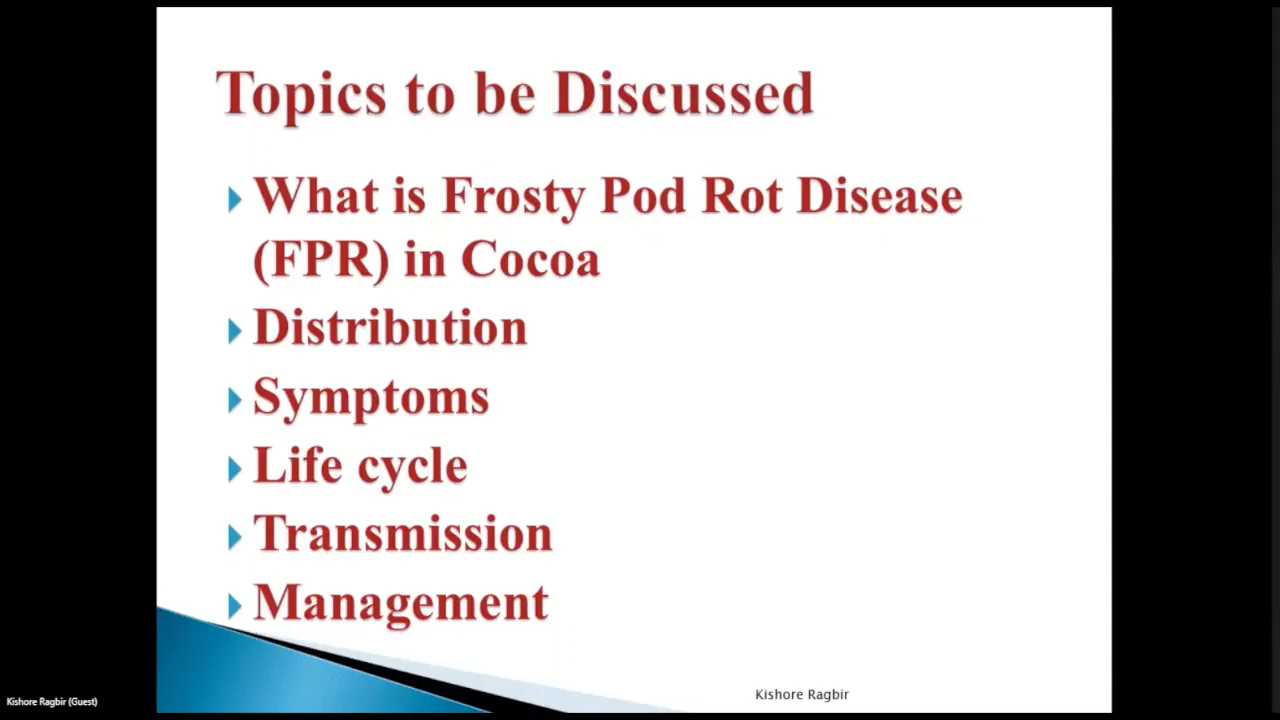 Topics to be Discussed
What is Frosty Pod Rot Disease
(FPR) in Cocoa
Distribution
Symptoms
Life cycle
Transmission
Management
Kishore Ragbir
Kishore Ragbir (Guest)